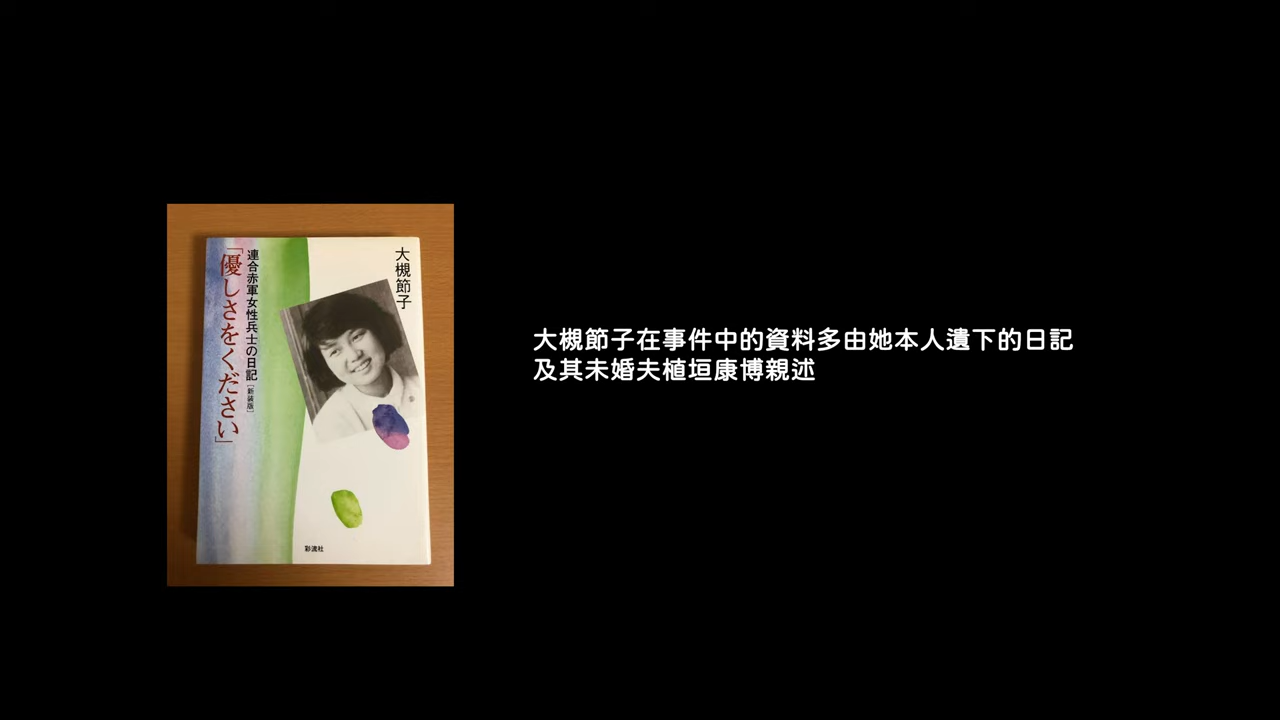 大槻節子
連合赤軍女性兵士の日記［新装版］
「優しさをください」
彩流社
大槻節子在事件中的資料多由她本人遺下的日記
及其未婚夫植垣康博親述